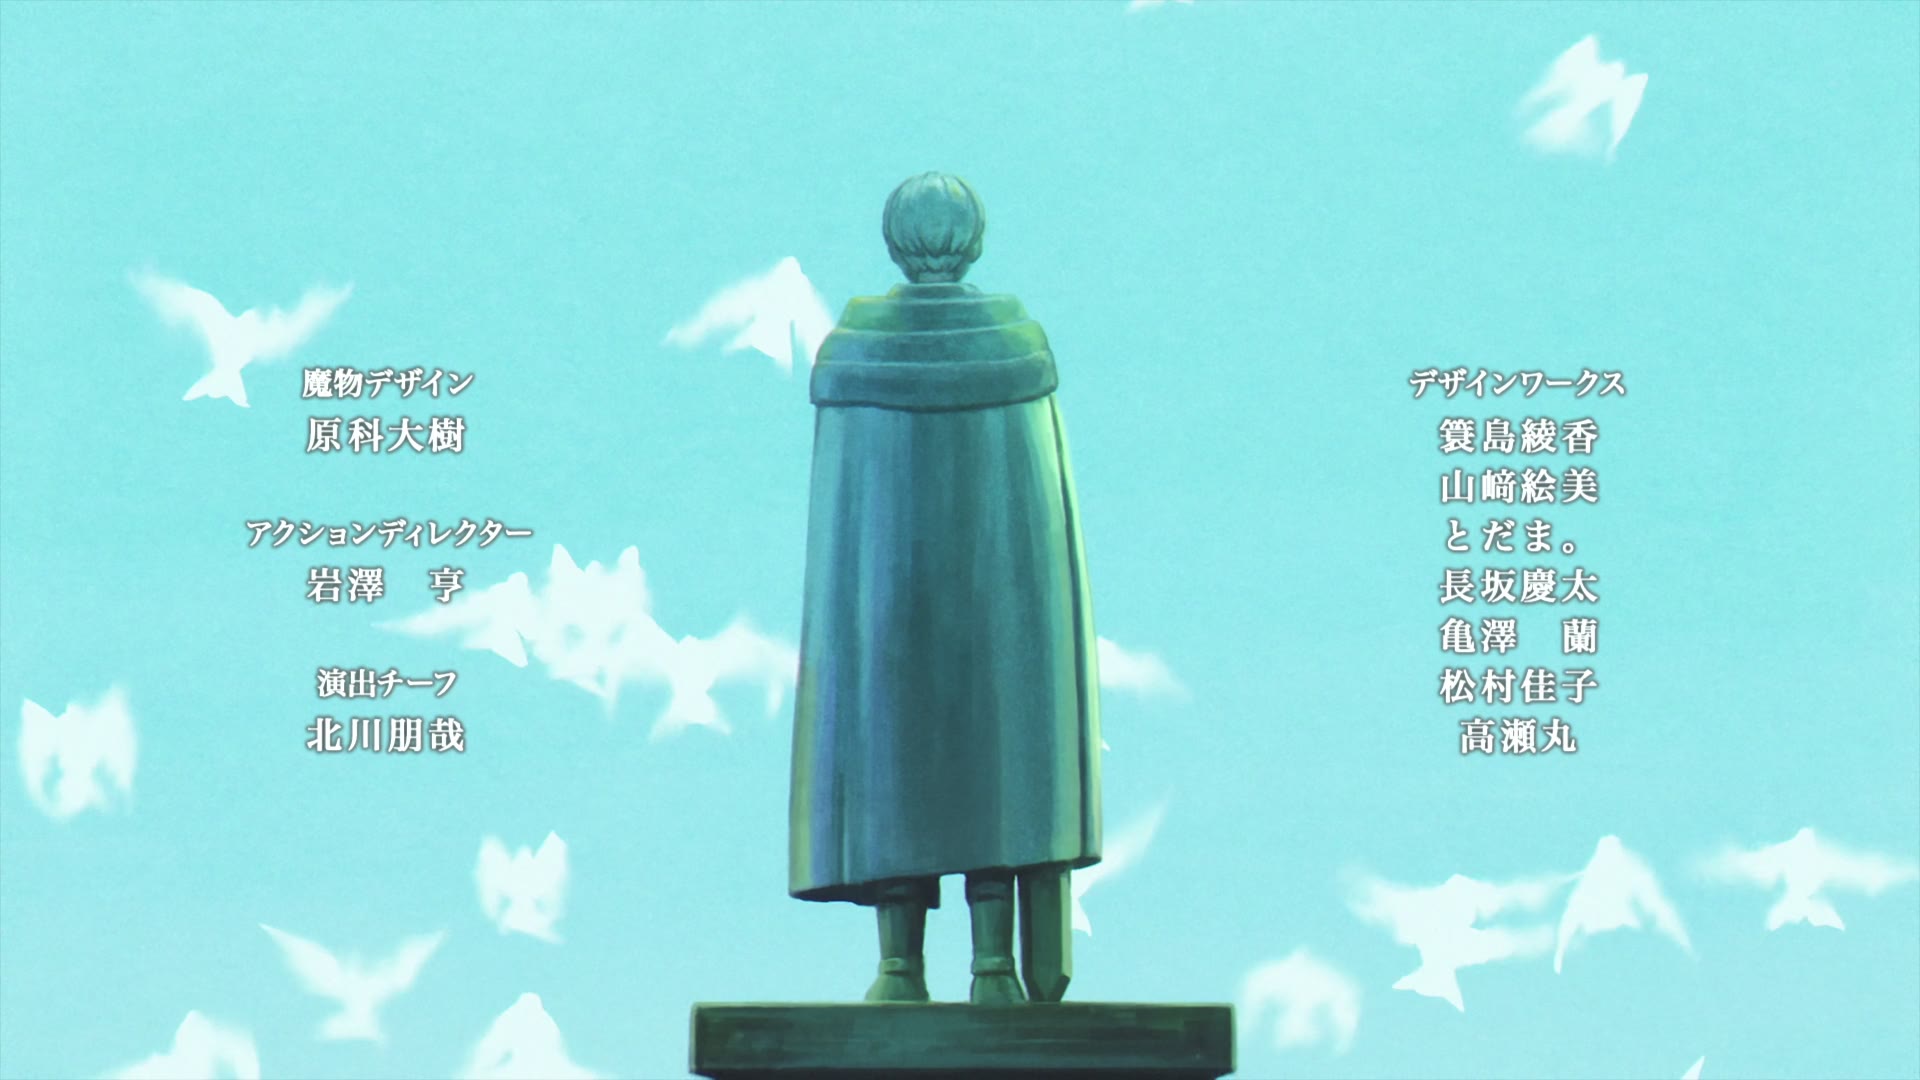 魔物デザイン
原科大樹
アクションディレクター
岩澤　亨
演出チーフ
北川朋哉
デザインワークス
簑島綾香
山﨑絵美
とだま。
長坂慶太
亀澤　蘭
松村佳子
高瀬丸